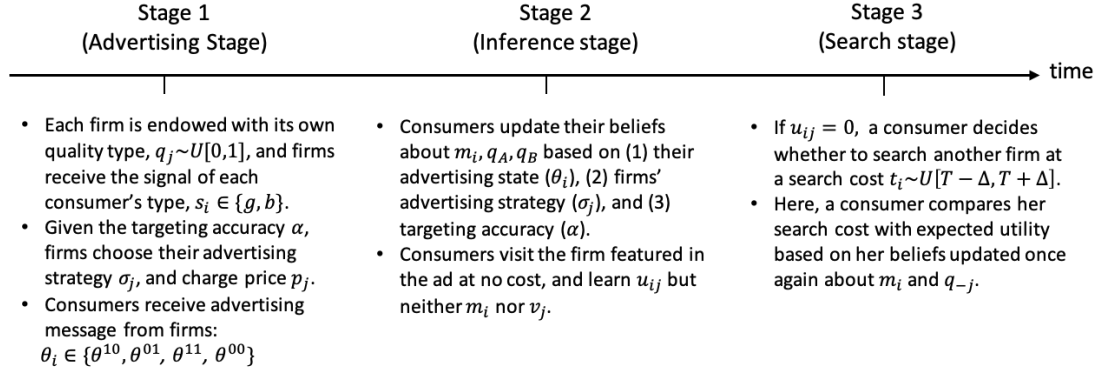 Stage 1
(Advertising Stage)
Stage 2
(Inference stage)
Stage 3
(Search stage)
time
• Each firm is endowed with its own
quality type, q_j~U[0,1], and firms
receive the signal of each
consumer's type, s_i ∈ {g, b}.
• Given the targeting accuracy α,
firms choose their advertising
strategy σ_j, and charge price p_j.
• Consumers receive advertising
message from firms:
θ_i ∈ {θ^10, θ^01, θ^11, θ^00}
• Consumers update their beliefs
about m_i, q_A, q_B based on (1) their
advertising state (θ_i), (2) firms'
advertising strategy (σ_j), and (3)
targeting accuracy (α).
• Consumers visit the firm featured in
the ad at no cost, and learn u_ij but
neither m_i nor v_j.
• If u_ij = 0, a consumer decides
whether to search another firm at
a search cost t_i~U[T − Δ, T + Δ].
• Here, a consumer compares her
search cost with expected utility
based on her beliefs updated once
again about m_i and q_−j.